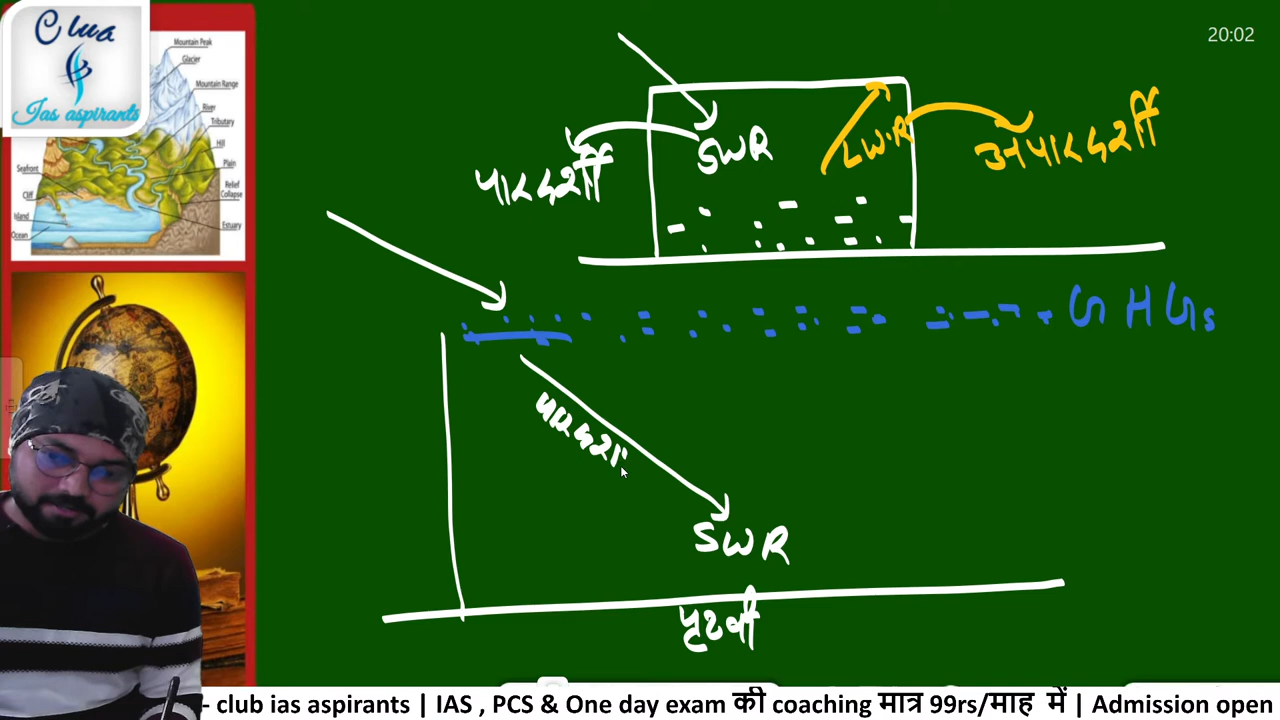 Clua
Ias aspirants
Mountain Peak
Glacier
Mountain Range
River
Tributary
Hill
Plain
Relief
Collapse
Estuary
Seafront
Cliff
Island
Ocean
20:02
SWR
पारदर्शी
L.W.R
अपारदर्शी
GHGs
पारदर्शी
SWR
पृथ्वी
- club ias aspirants | IAS , PCS & One day exam की coaching मात्र 99rs/माह में | Admission open